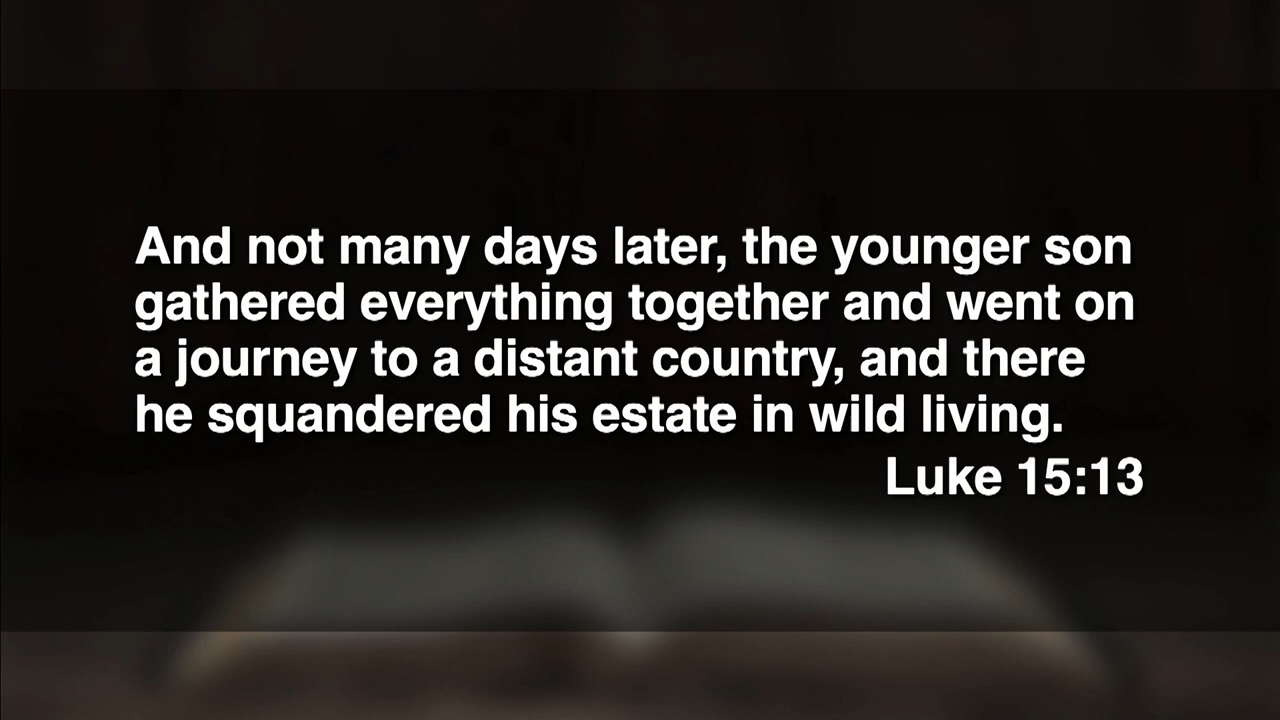 And not many days later, the younger son
gathered everything together and went on
a journey to a distant country, and there
he squandered his estate in wild living.
Luke 15:13